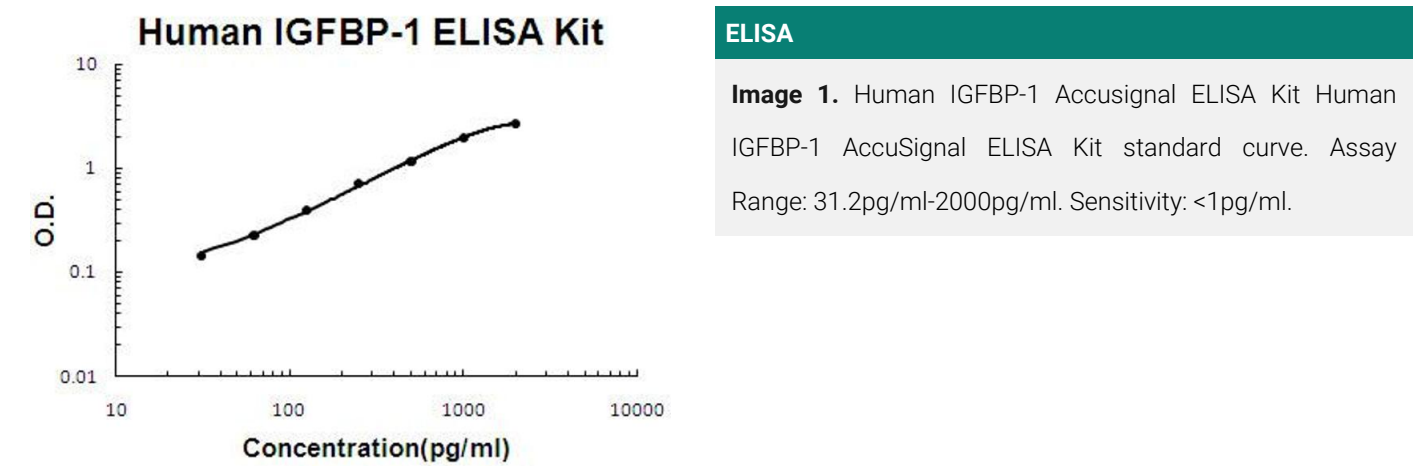 Human IGFBP-1 ELISA Kit
10
1
0.1
0.01
O.D.
10 100 1000 10000
Concentration(pg/ml)
ELISA
Image 1. Human IGFBP-1 Accusignal ELISA Kit Human
IGFBP-1 AccuSignal ELISA Kit standard curve. Assay
Range: 31.2pg/ml-2000pg/ml. Sensitivity: <1pg/ml.